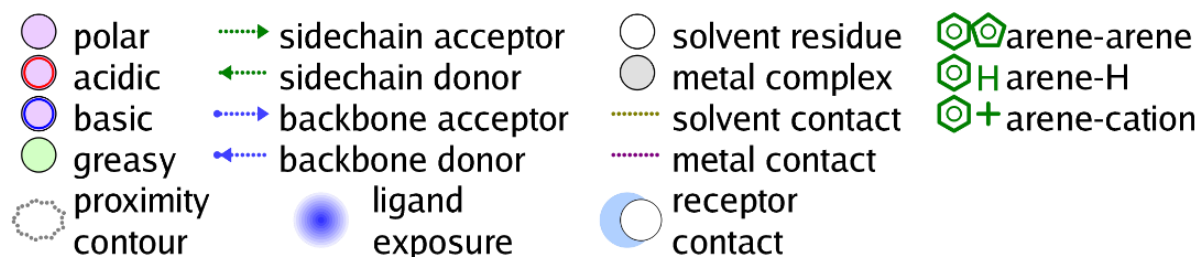 polar sidechain acceptor solvent residue arene-arene
acidic sidechain donor metal complex H arene-H
basic backbone acceptor solvent contact + arene-cation
greasy backbone donor metal contact
proximity ligand receptor
contour exposure contact